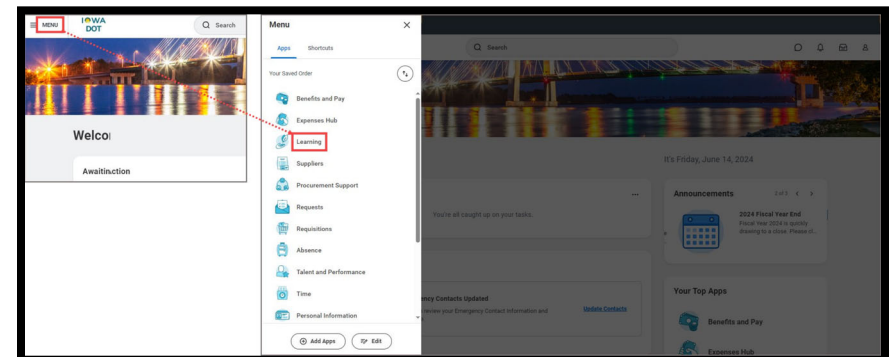 MENU
IOWA
DOT
Search
Welco
Awaitinction
Menu
Apps
Shortcuts
Your Saved Order
Benefits and Pay
Expenses Hub
Learning
Suppliers
Procurement Support
Requests
Requisitions
Absence
Talent and Performance
Time
Personal Information
Add Apps
Edit
Search
It's Friday, June 14, 2024
You're all caught up on your tasks.
Announcements
2024 Fiscal Year End
Fiscal Year 2024 is quickly
drawing to a close. Please cl...
ency Contacts Updated
review your Emergency Contact Information and
Update Contacts
Your Top Apps
Benefits and Pay
Expenses Hub